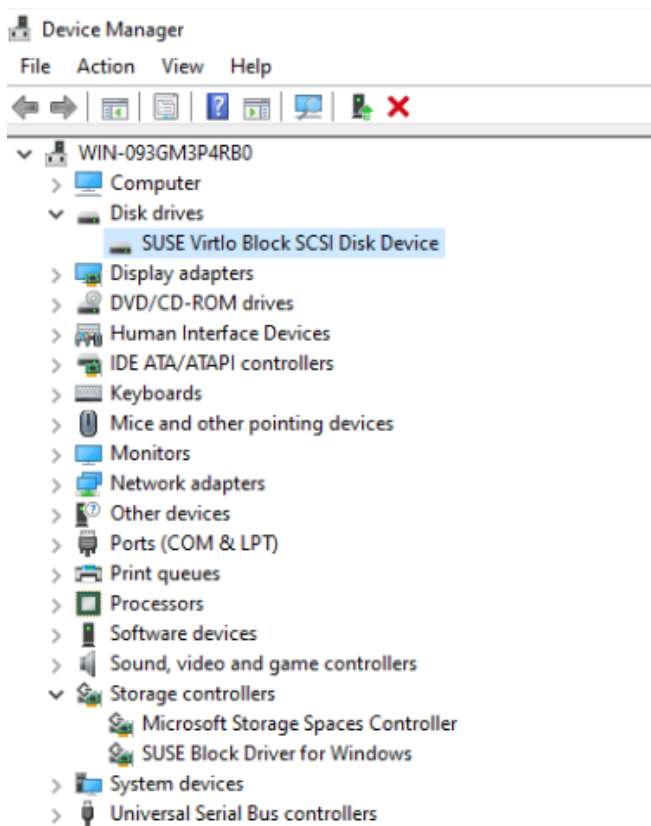 Device Manager
File Action View Help
WIN-093GM3P4RB0
Computer
Disk drives
SUSE VirtIo Block SCSI Disk Device
Display adapters
DVD/CD-ROM drives
Human Interface Devices
IDE ATA/ATAPI controllers
Keyboards
Mice and other pointing devices
Monitors
Network adapters
Other devices
Ports (COM & LPT)
Print queues
Processors
Software devices
Sound, video and game controllers
Storage controllers
Microsoft Storage Spaces Controller
SUSE Block Driver for Windows
System devices
Universal Serial Bus controllers